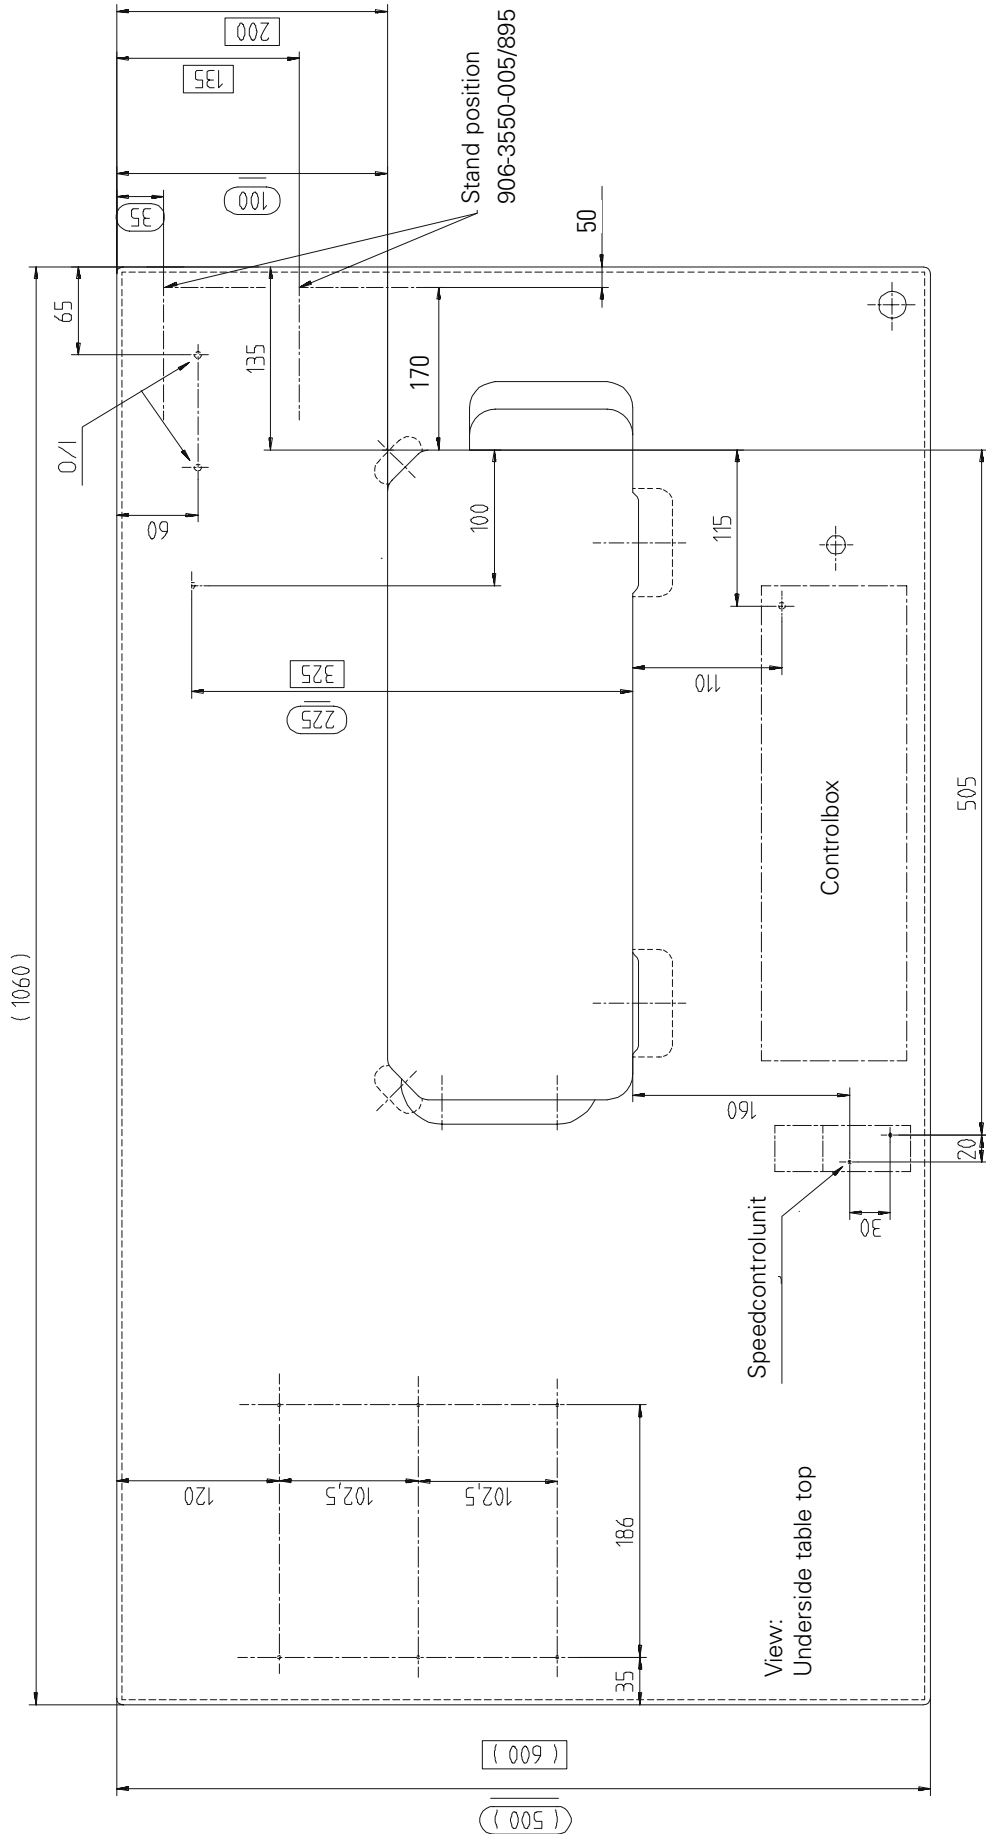 200
135
100
35
Stand position
906-3550-005/895
50
65
135
170
O/I
60
100
115
325
225
110
505
Controlbox
( 1060 )
160
20
30
Speedcontrolunit
120
102,5
102,5
186
35
View:
Underside table top
( 600 )
( 500 )